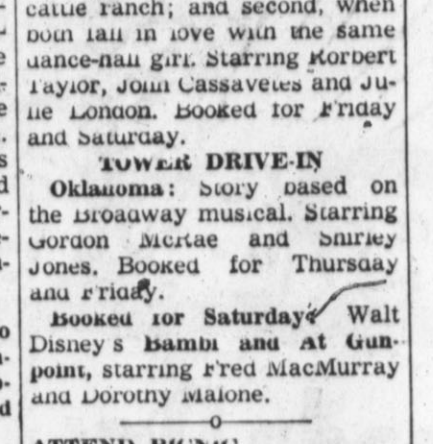 cattle ranch; and second, when
both fall in love with the same
dance-hall girl. Starring Robert
Taylor, John Cassavetes and Ju-
lie London. Booked for Friday
and Saturday.
TOWER DRIVE-IN
Oklahoma: Story based on
the Broadway musical. Starring
Gordon McRae and Shirley
Jones. Booked for Thursday
and Friday.
Booked for Saturday: Walt
Disney's Bambi and At Gun-
point, starring Fred MacMurray
and Dorothy Malone.